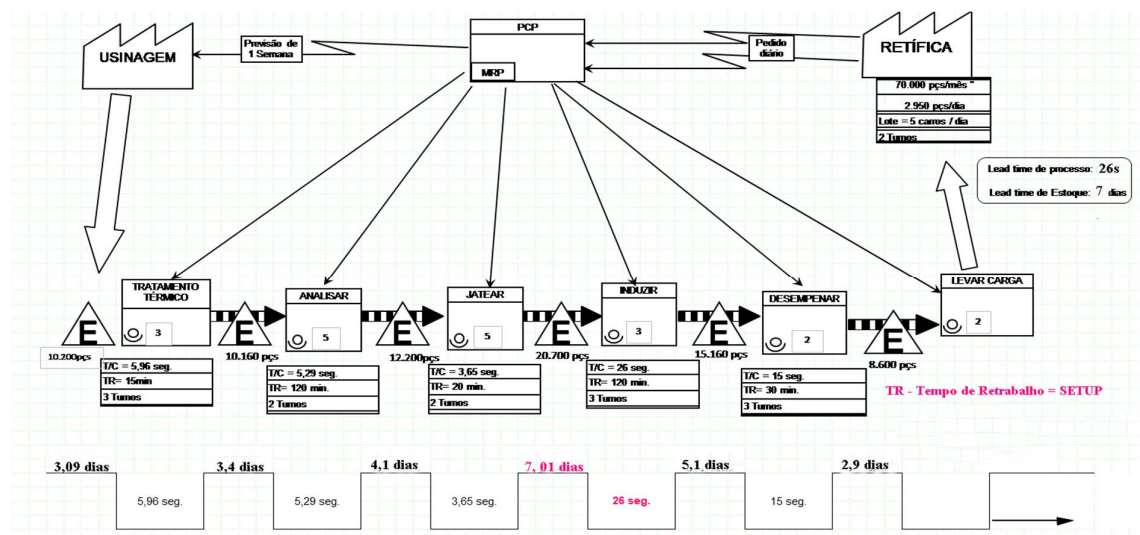 PCP
USINAGEM
Previsão de
1 Semana
MRP
Pedido
diário
RETÍFICA
70.000 pçs/mês "
2.950 pçs/dia
Lote = 5 carros / dia
2 Turnos
Lead time de processo: 26s
Lead time de Estoque: 7 dias
TRATAMENTO
TÉRMICO
3
ANALISAR
5
JATEAR
5
INDUZIR
3
DESEMPENAR
2
LEVAR CARGA
2
E
E
E
E
E
E
10.200pçs
10.160 pçs
12.200pçs
20.700 pçs
15.160 pçs
8.600 pçs
T/C = 5,96 seg.
TR= 15min
3 Turnos
T/C = 5,29 seg.
TR= 120 min.
2 Turnos
T/C = 3,65 seg.
TR= 20 min.
2 Turnos
T/C = 26 seg.
TR= 120 min.
3 Turnos
T/C = 15 seg.
TR= 30 min.
3 Turnos
TR - Tempo de Retrabalho = SETUP
3,09 dias
3,4 dias
4,1 dias
7, 01 dias
5,1 dias
2,9 dias
5,96 seg.
5,29 seg.
3,65 seg.
26 seg.
15 seg.